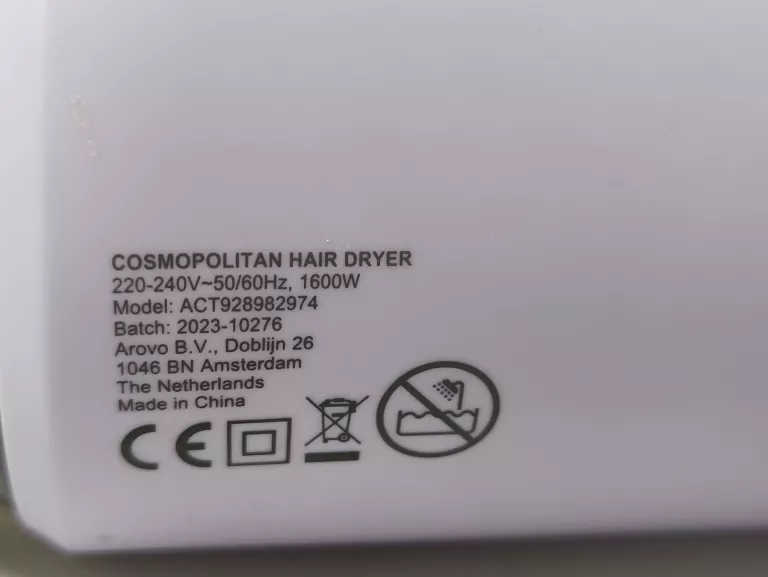 COSMOPOLITAN HAIR DRYER
220-240V~50/60Hz, 1600W
Model: ACT928982974
Batch: 2023-10276
Arovo B.V., Doblijn 26
1046 BN Amsterdam
The Netherlands
Made in China
CE